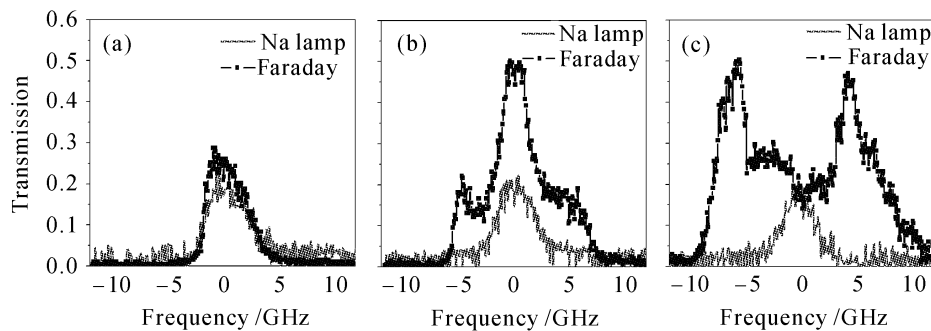 0.6
0.5
0.4
0.3
0.2
0.1
0.0
Transmission
(a)
Na lamp
Faraday
−10 −5 0 5 10
Frequency /GHz
(b)
Na lamp
Faraday
−10 −5 0 5 10
Frequency /GHz
(c)
Na lamp
Faraday
−10 −5 0 5 10
Frequency /GHz